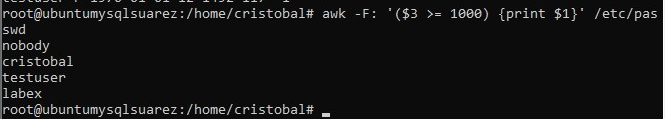 root@ubuntumysqlsuarez:/home/cristobal# awk -F: '($3 >= 1000) {print $1}' /etc/pas
swd
nobody
cristobal
testuser
labex
root@ubuntumysqlsuarez:/home/cristobal#